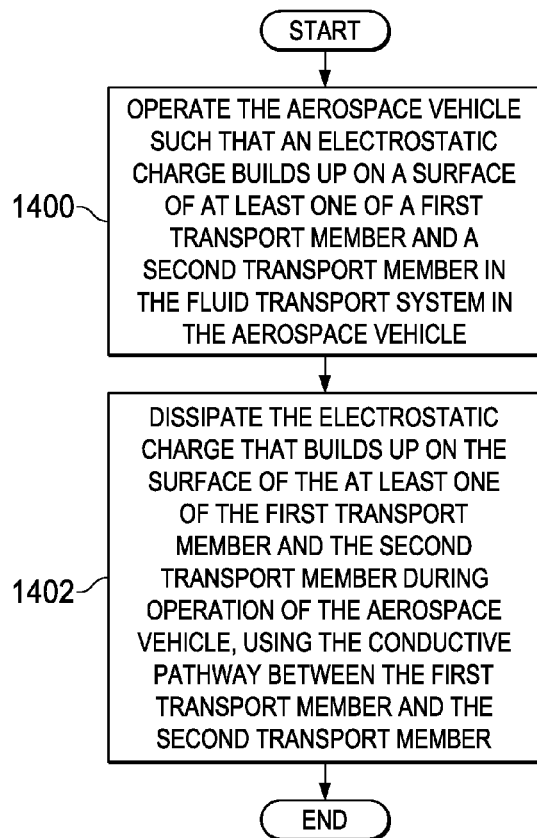 START
OPERATE THE AEROSPACE VEHICLE
SUCH THAT AN ELECTROSTATIC
CHARGE BUILDS UP ON A SURFACE
OF AT LEAST ONE OF A FIRST
TRANSPORT MEMBER AND A
SECOND TRANSPORT MEMBER IN
THE FLUID TRANSPORT SYSTEM IN
THE AEROSPACE VEHICLE
1400
DISSIPATE THE ELECTROSTATIC
CHARGE THAT BUILDS UP ON THE
SURFACE OF THE AT LEAST ONE
OF THE FIRST TRANSPORT
MEMBER AND THE SECOND
TRANSPORT MEMBER DURING
OPERATION OF THE AEROSPACE
VEHICLE, USING THE CONDUCTIVE
PATHWAY BETWEEN THE FIRST
TRANSPORT MEMBER AND THE
SECOND TRANSPORT MEMBER
1402
END